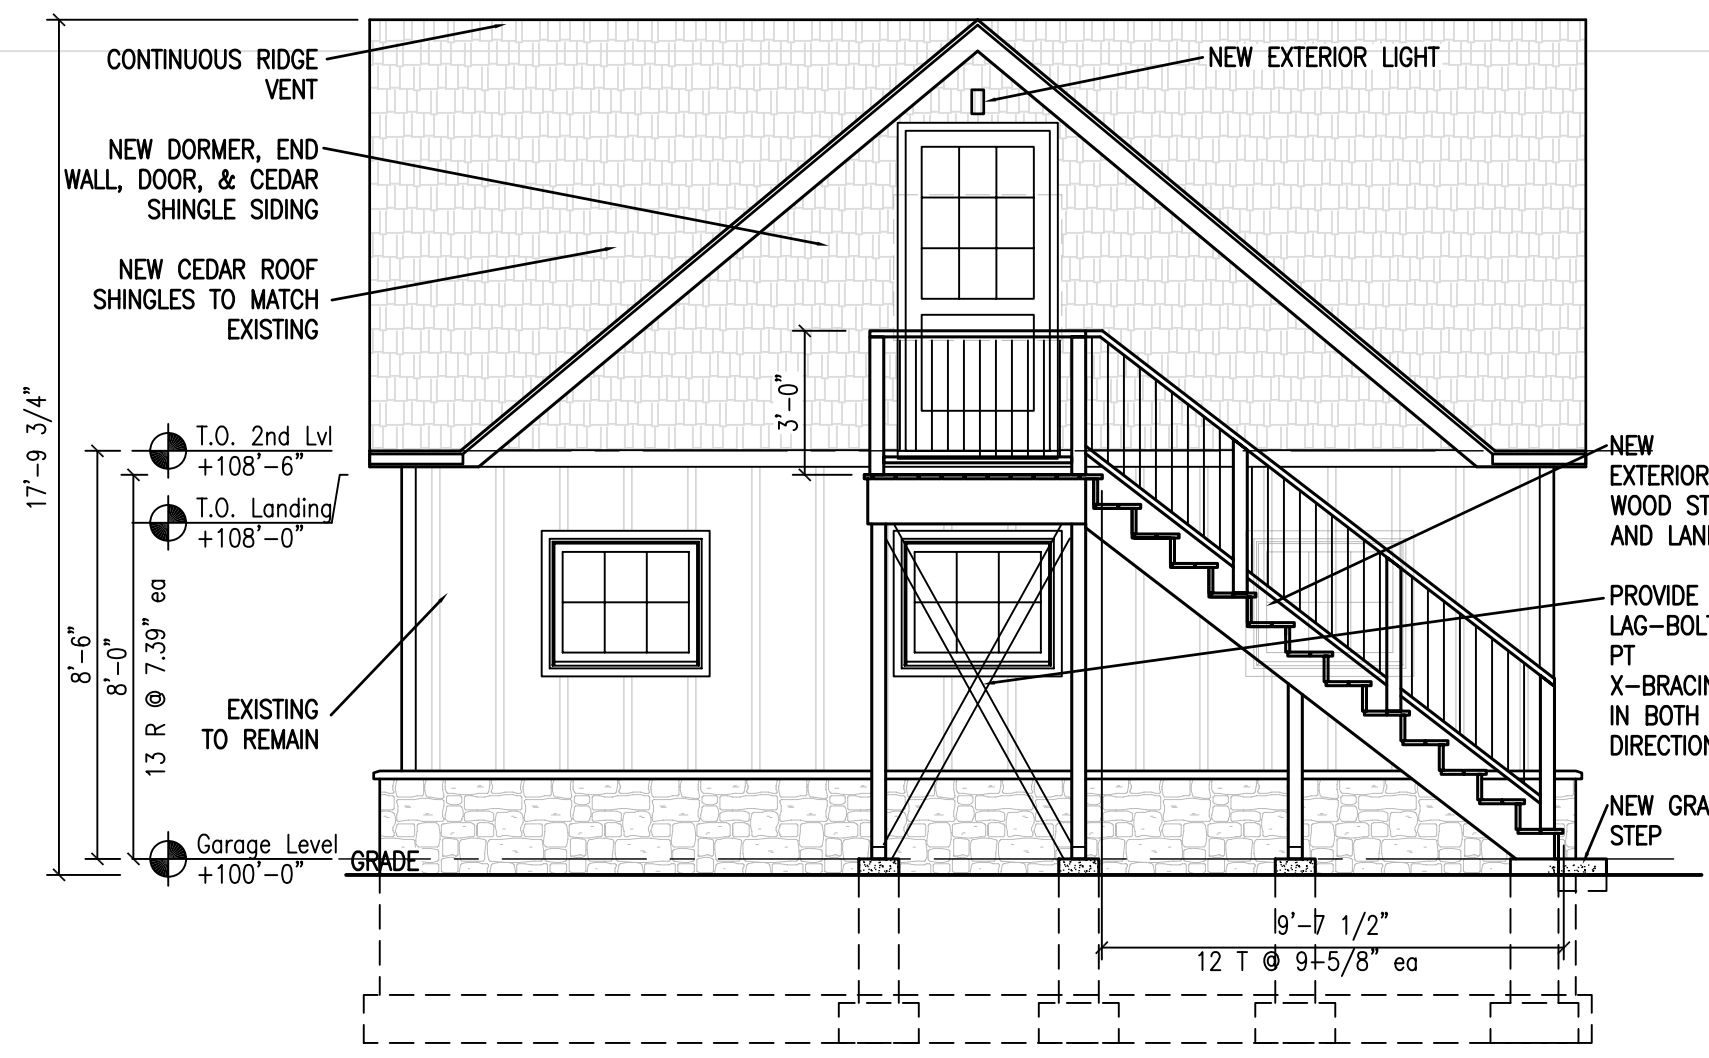 CONTINUOUS RIDGE
VENT
NEW DORMER, END
WALL, DOOR, & CEDAR
SHINGLE SIDING
NEW CEDAR ROOF
SHINGLES TO MATCH
EXISTING
NEW EXTERIOR LIGHT
17'-9 3/4"
T.O. 2nd Lvl
+108'-6"
T.O. Landing
+108'-0"
8'-6"
8'-0"
13 R @ 7.39" ea
3'-0"
EXISTING
TO REMAIN
Garage Level
+100'-0"
GRADE
NEW
EXTERIOR
WOOD ST
AND LAN
PROVIDE
LAG-BOL
PT
X-BRACIN
IN BOTH
DIRECTION
NEW GRA
STEP
9'-7 1/2"
12 T @ 9-5/8" ea